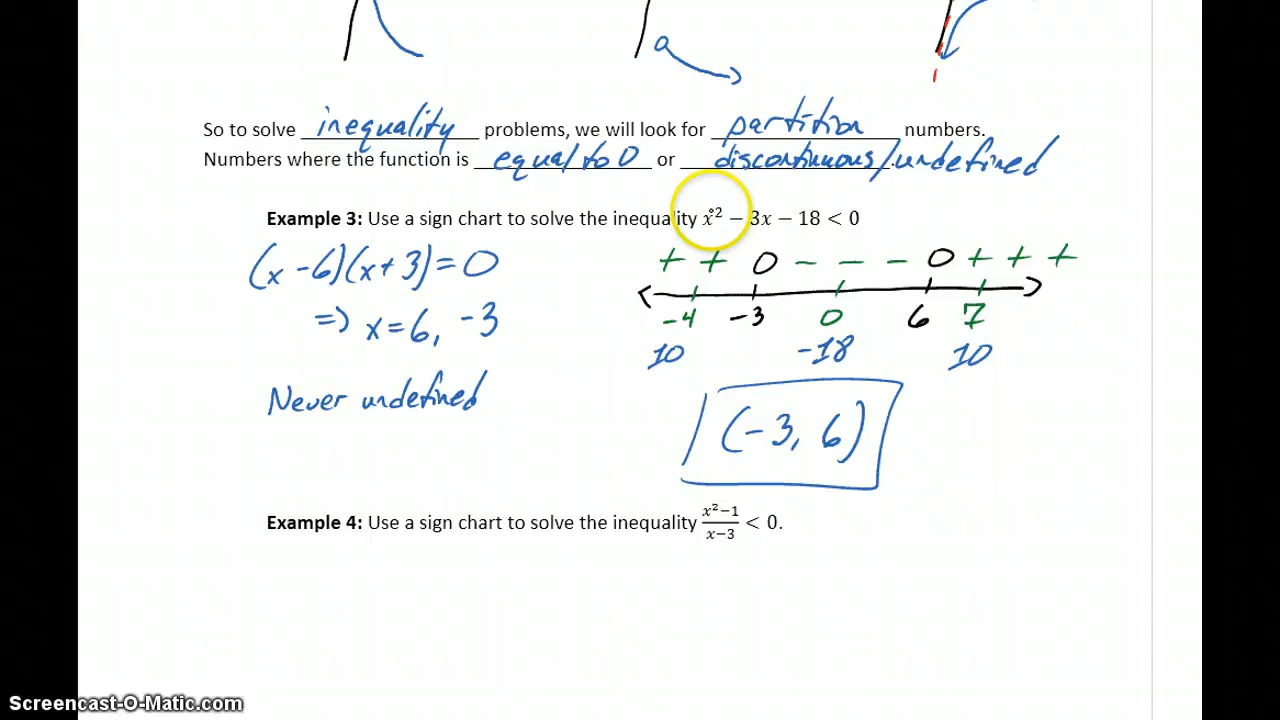 So to solve inequality problems, we will look for partition numbers.
Numbers where the function is equal to 0 or discontinuous/undefined.
Example 3: Use a sign chart to solve the inequality x² − 3x − 18 < 0
(x - 6)(x + 3) = 0
⇒ x = 6, -3
Never undefined
+ + 0 - - - 0 + + +
-4 -3 0 6 7
10 -18 10
(-3, 6)
Example 4: Use a sign chart to solve the inequality (x²−1)/(x−3) < 0.
Screencast-O-Matic.com